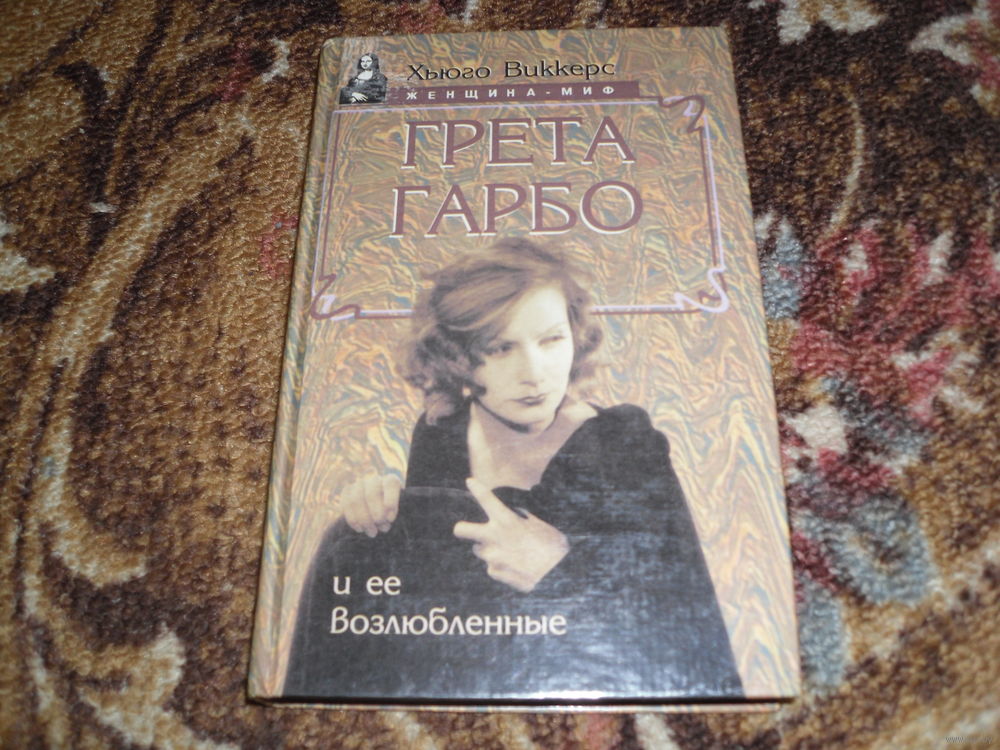 Хьюго Виккерс
ЖЕНЩИНА-МИФ
ГРЕТА
ГАРБО
и ее
возлюбленные